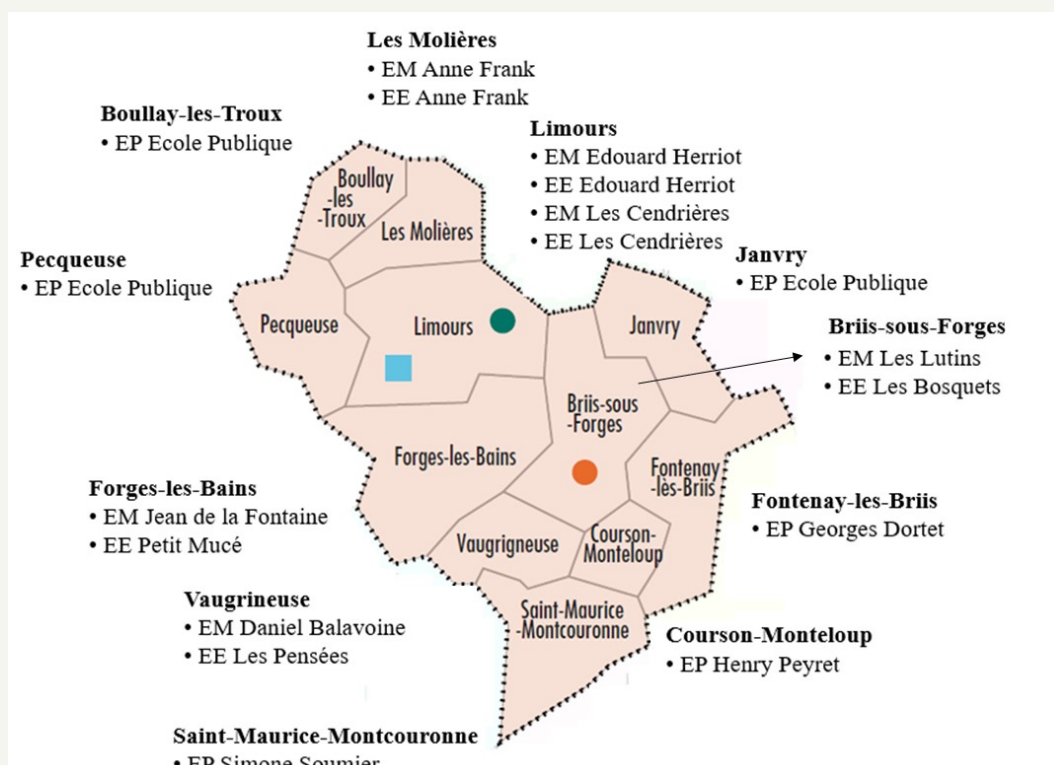 Les Molières
• EM Anne Frank
• EE Anne Frank
Boullay-les-Troux
• EP Ecole Publique
Limours
• EM Edouard Herriot
• EE Edouard Herriot
• EM Les Cendrières
• EE Les Cendrières
Janvry
• EP Ecole Publique
Pecqueuse
• EP Ecole Publique
Briis-sous-Forges
• EM Les Lutins
• EE Les Bosquets
Boullay
-les
-Troux
Les Molières
Pecqueuse
Limours
Janvry
Briis-sous
-Forges
Forges-les-Bains
Fontenay
-lès-Briis
Vaugrigneuse
Courson-
Monteloup
Saint-Maurice
-Montcouronne
Forges-les-Bains
• EM Jean de la Fontaine
• EE Petit Mucé
Fontenay-les-Briis
• EP Georges Dortet
Vaugrineuse
• EM Daniel Balavoine
• EE Les Pensées
Courson-Monteloup
• EP Henry Peyret
Saint-Maurice-Montcouronne
• EP Simone Soumier